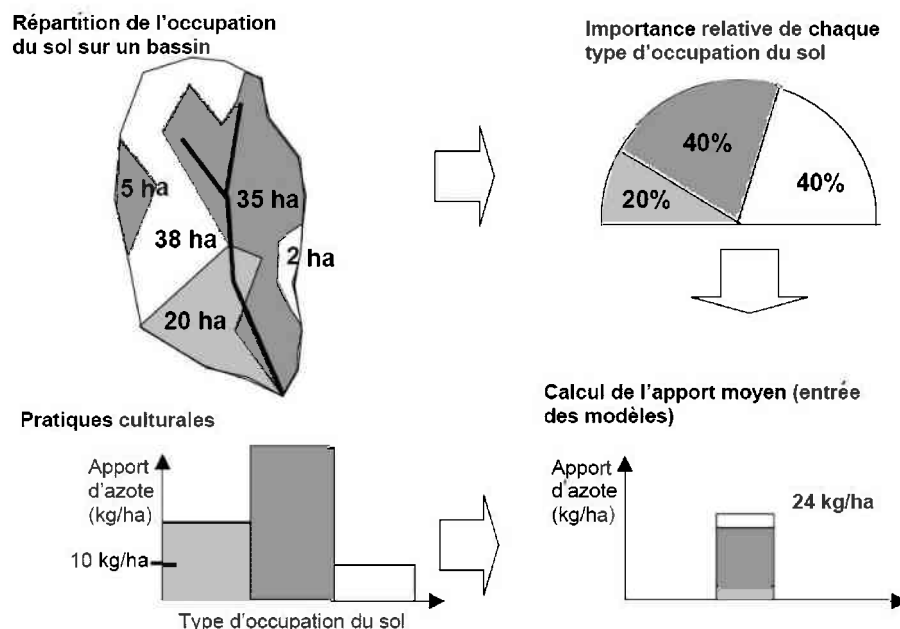 Répartition de l'occupation
du sol sur un bassin
5 ha
35 ha
38 ha
2 ha
20 ha
Importance relative de chaque
type d'occupation du sol
40%
20%
40%
Pratiques culturales
Apport
d'azote
(kg/ha)
10 kg/ha
Type d'occupation du sol
Calcul de l'apport moyen (entrée
des modèles)
Apport
d'azote
(kg/ha)
24 kg/ha